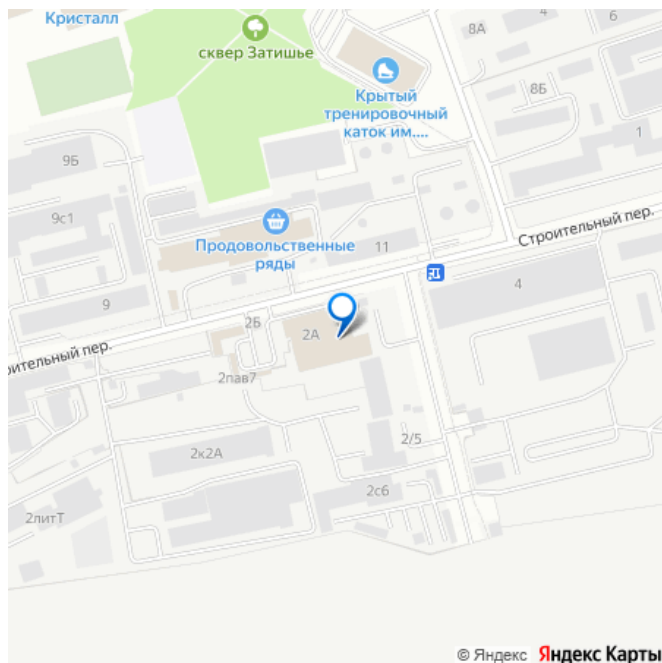 Кристалл
4
6
8А
сквер Затишье
Крытый
тренировочный
каток им....
8Б
1
9Б
9с1
Продовольственные
ряды
11
Строительный пер.
4
9
2Б
2А
оительный пер.
2пав7
2/5
2к2А
2с6
2литТ
© Яндекс Яндекс Карты